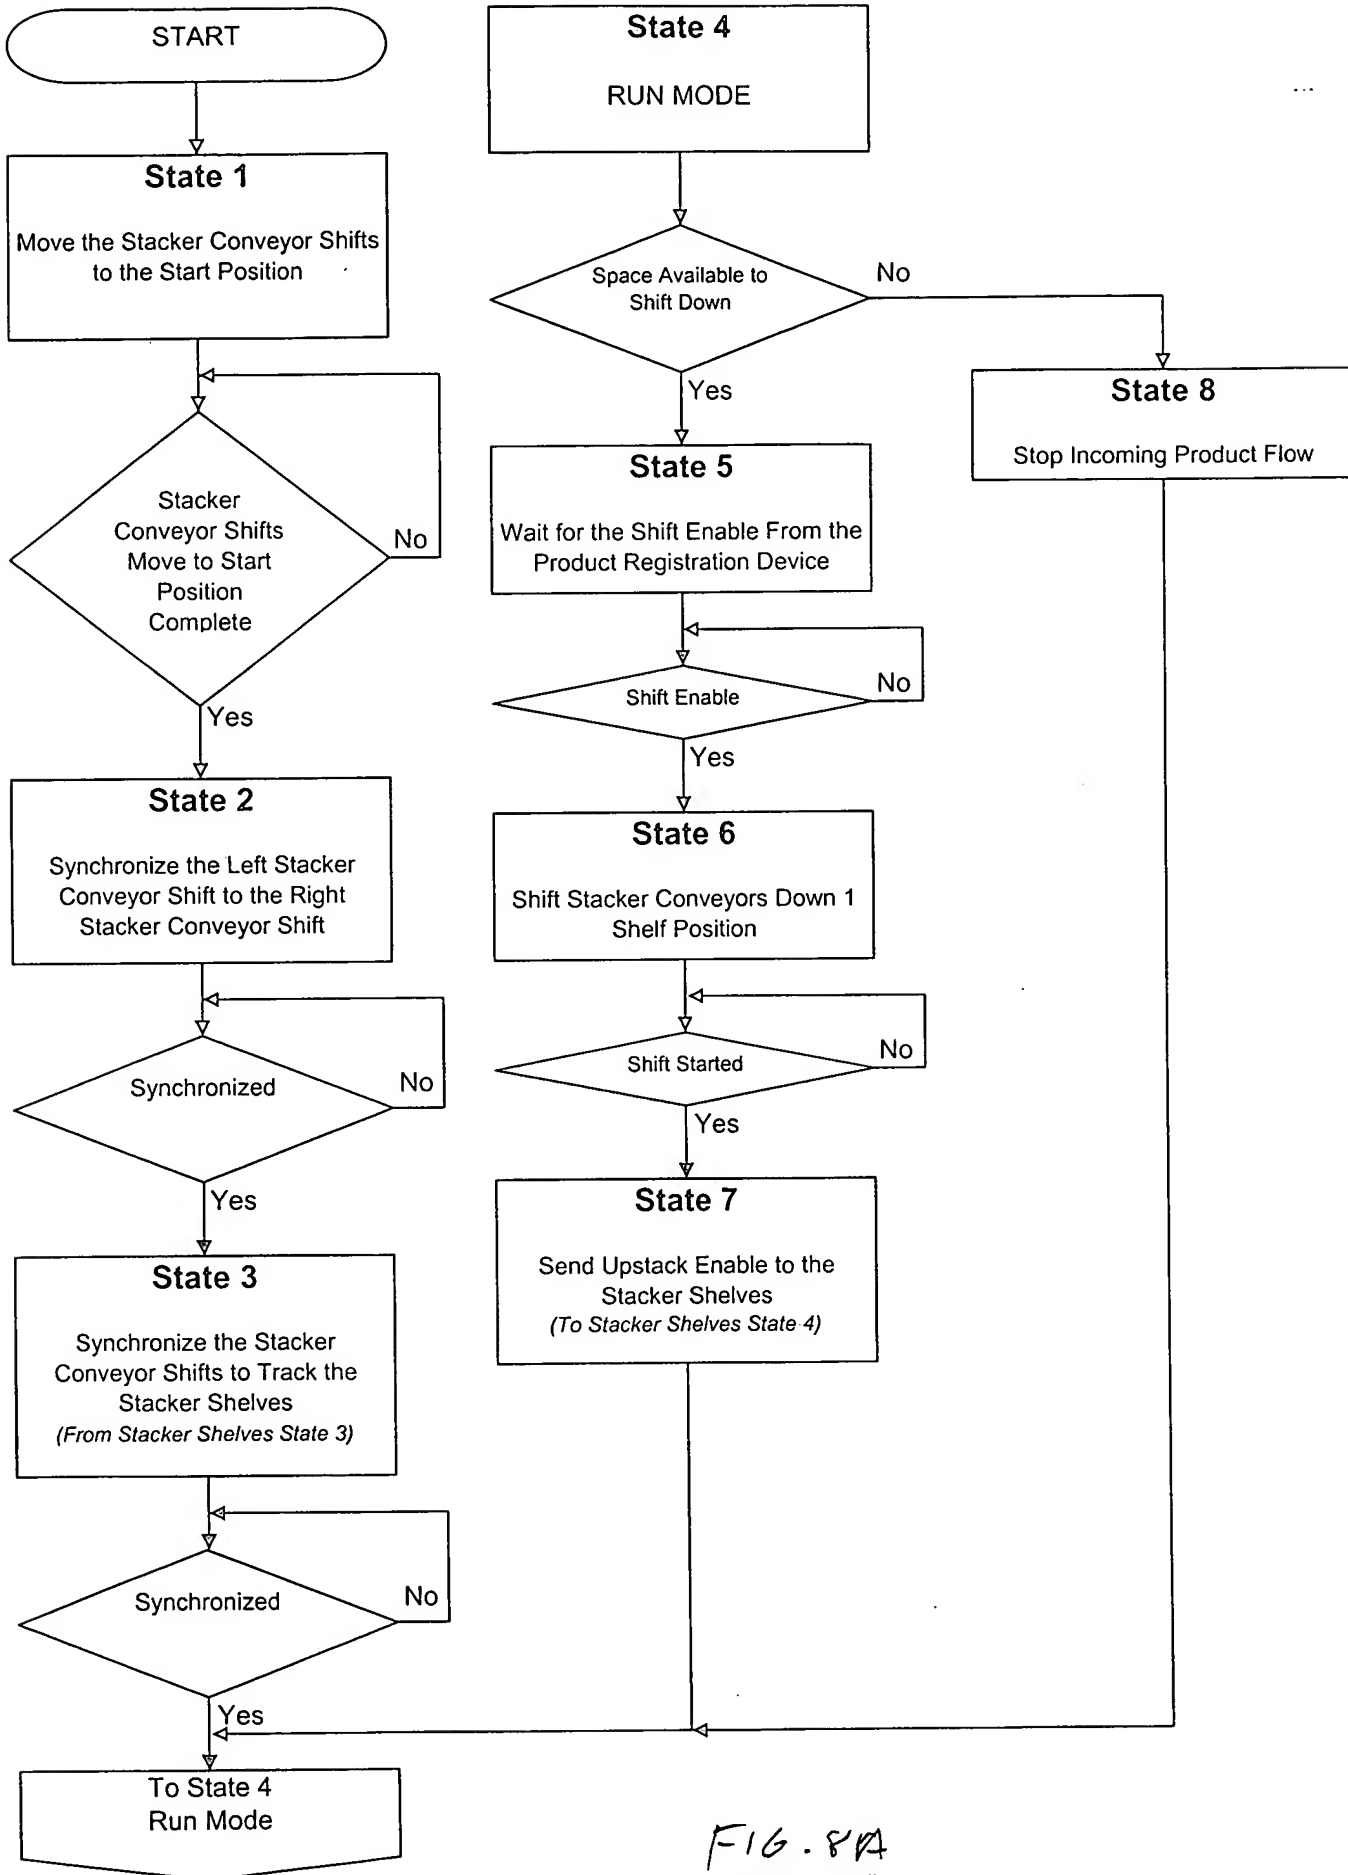 START
State 1
Move the Stacker Conveyor Shifts
to the Start Position
Stacker
Conveyor Shifts
Move to Start
Position
Complete
No
Yes
State 2
Synchronize the Left Stacker
Conveyor Shift to the Right
Stacker Conveyor Shift
Synchronized
No
Yes
State 3
Synchronize the Stacker
Conveyor Shifts to Track the
Stacker Shelves
(From Stacker Shelves State 3)
Synchronized
No
Yes
To State 4
Run Mode
State 4
RUN MODE
Space Available to
Shift Down
No
Yes
State 5
Wait for the Shift Enable From the
Product Registration Device
Shift Enable
No
Yes
State 6
Shift Stacker Conveyors Down 1
Shelf Position
Shift Started
No
Yes
State 7
Send Upstack Enable to the
Stacker Shelves
(To Stacker Shelves State 4)
State 8
Stop Incoming Product Flow
FIG. 8A